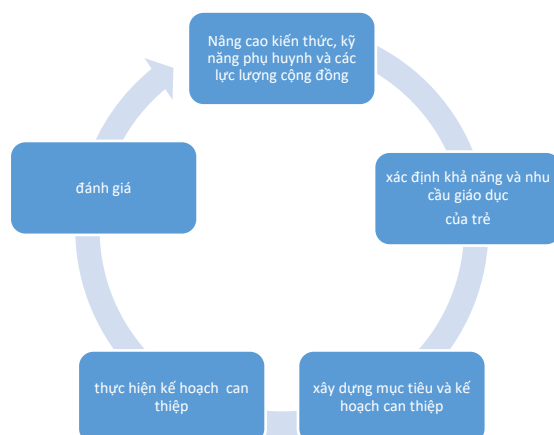 Nâng cao kiến thức, kỹ
năng phụ huynh và các
lực lượng cộng đồng
xác định khả năng và nhu
cầu giáo dục
của trẻ
xây dựng mục tiêu và kế
hoạch can thiệp
thực hiện kế hoạch can
thiệp
đánh giá